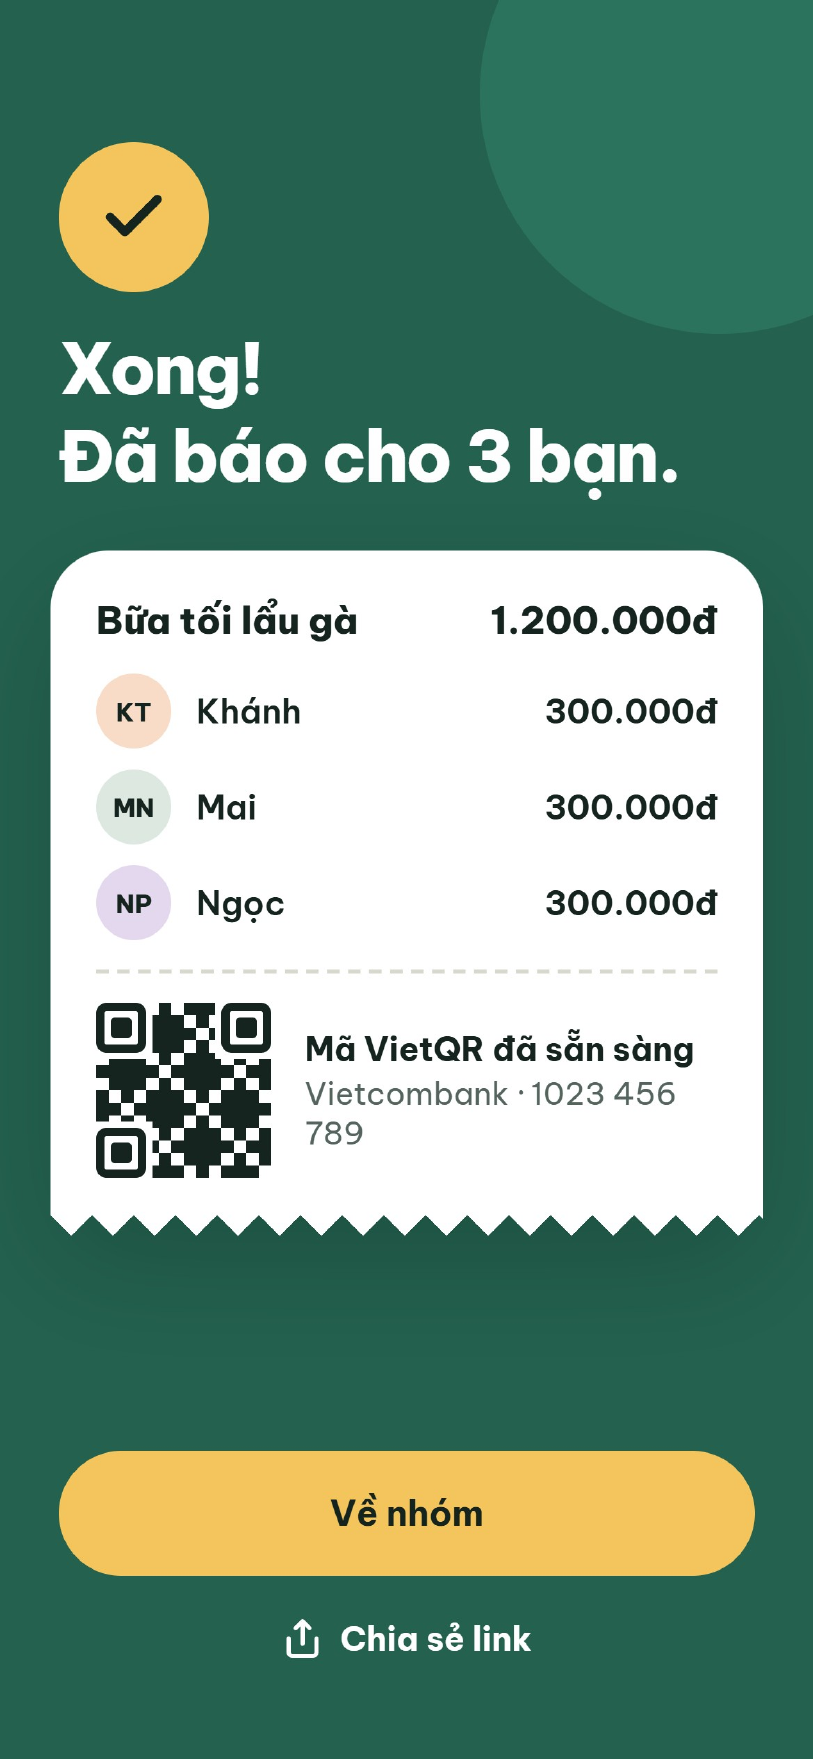 Xong!
Đã báo cho 3 bạn.
Bữa tối lẩu gà 1.200.000đ
KT Khánh 300.000đ
MN Mai 300.000đ
NP Ngọc 300.000đ
Mã VietQR đã sẵn sàng
Vietcombank · 1023 456
789
Về nhóm
Chia sẻ link